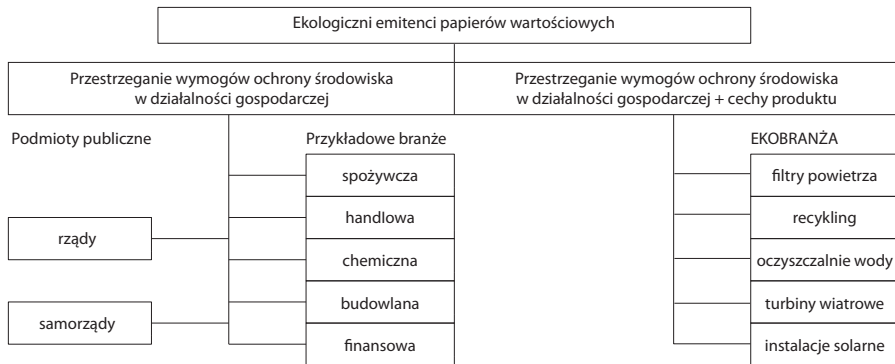 Ekologiczni emitenci papierów wartościowych
Przestrzeganie wymogów ochrony środowiska
w działalności gospodarczej
Przestrzeganie wymogów ochrony środowiska
w działalności gospodarczej + cechy produktu
Podmioty publiczne
rządy
samorządy
Przykładowe branże
spożywcza
handlowa
chemiczna
budowlana
finansowa
EKOBRANŻA
filtry powietrza
recykling
oczyszczalnie wody
turbiny wiatrowe
instalacje solarne